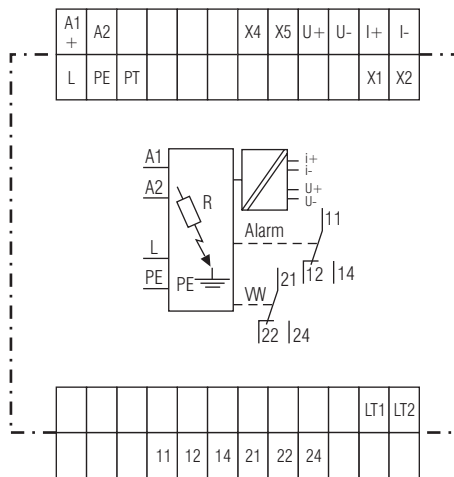 A1 + A2 X4 X5 U+ U- I+ I-
L PE PT X1 X2
A1
A2
L
PE
R
PE
i+
i-
U+
U-
Alarm
11
12 14
VW
21
22 24
LT1 LT2
11 12 14 21 22 24